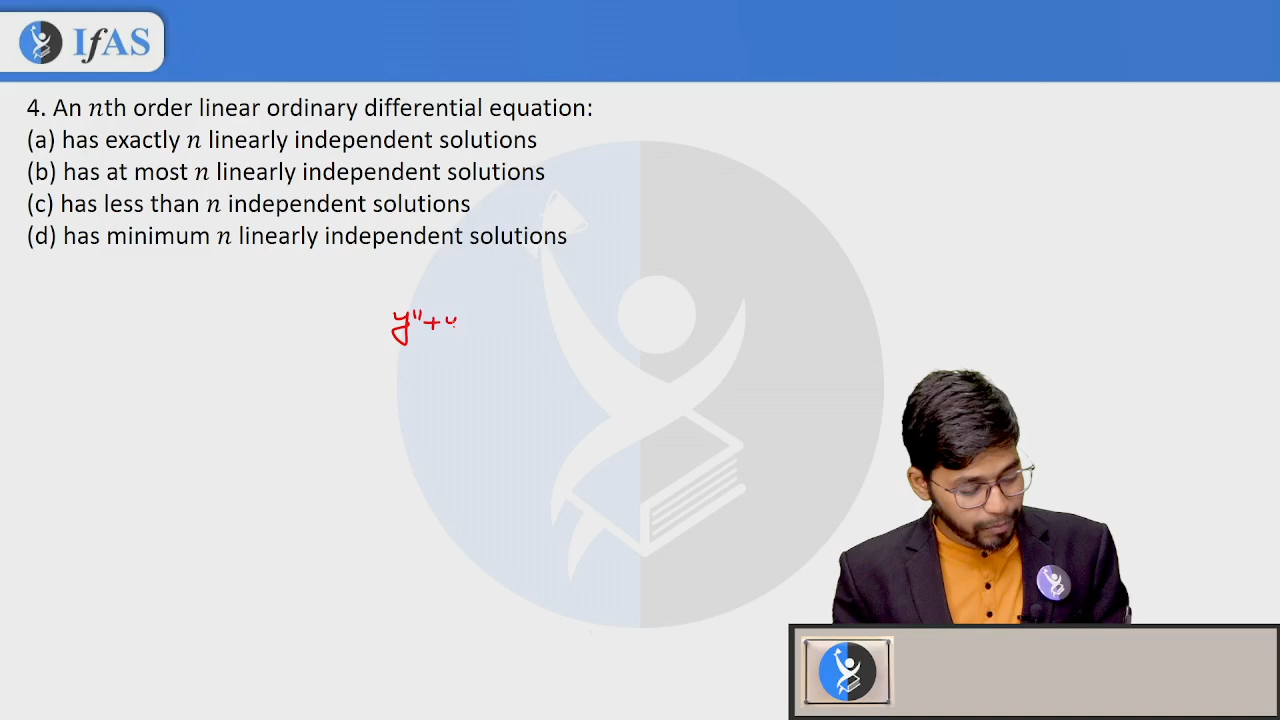 IfAS
4. An nth order linear ordinary differential equation:
(a) has exactly n linearly independent solutions
(b) has at most n linearly independent solutions
(c) has less than n independent solutions
(d) has minimum n linearly independent solutions
y''+